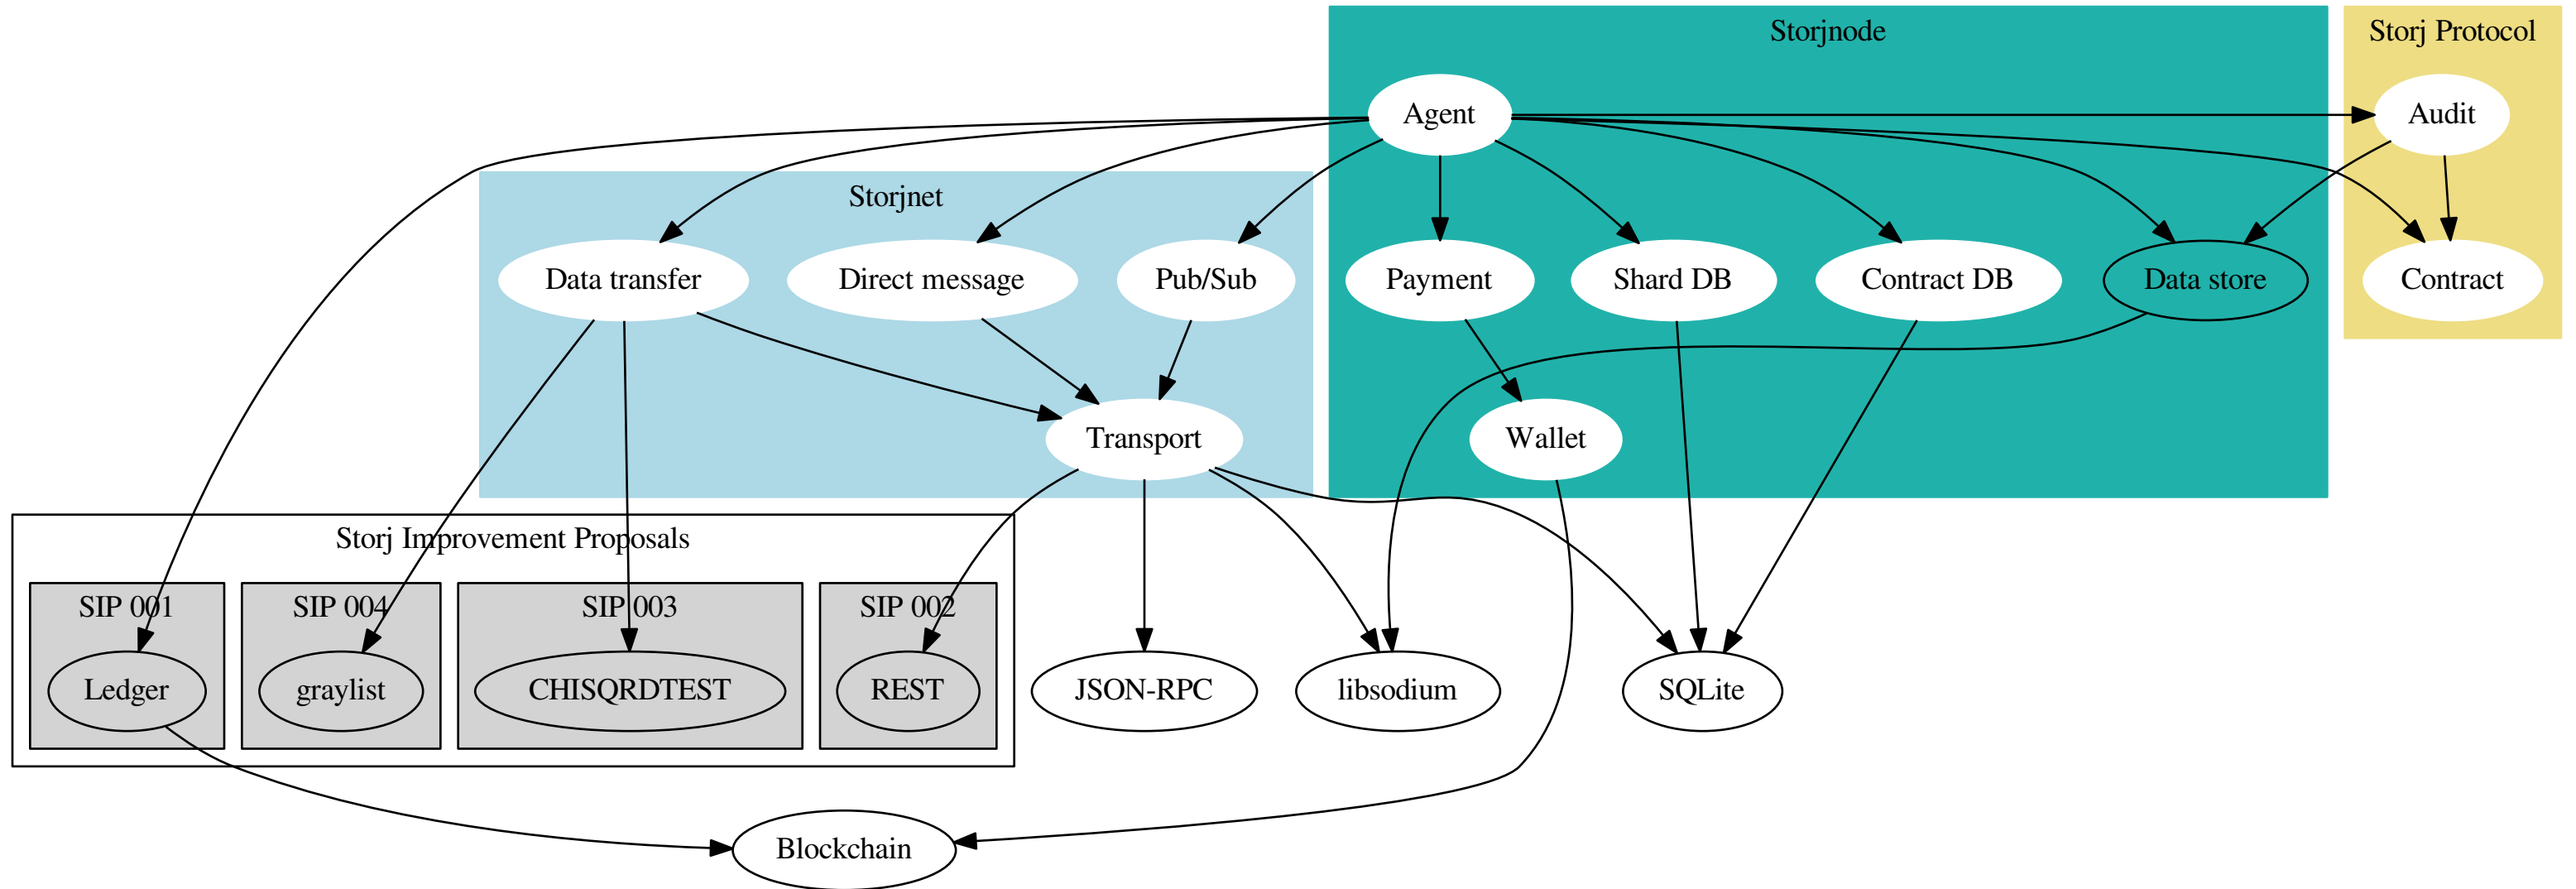 Storjnode
Storj Protocol
Agent
Audit
Storjnet
Data transfer
Direct message
Pub/Sub
Payment
Shard DB
Contract DB
Data store
Contract
Transport
Wallet
Storj Improvement Proposals
SIP 001
SIP 004
SIP 003
SIP 002
Ledger
graylist
CHISQRDTEST
REST
JSON-RPC
libsodium
SQLite
Blockchain